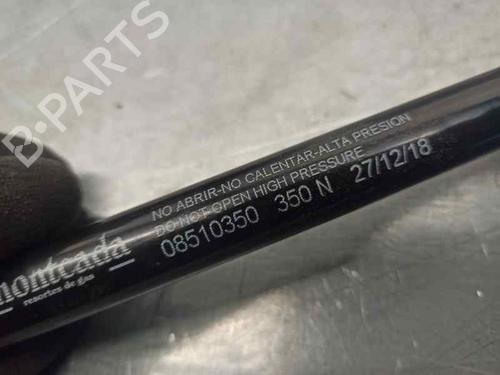 B-PARTS
NO ABRIR-NO CALENTAR-ALTA PRESION
DO NOT OPEN HIGH PRESSURE
08510350 350 N 27/12/18
montcada
resortes de gas